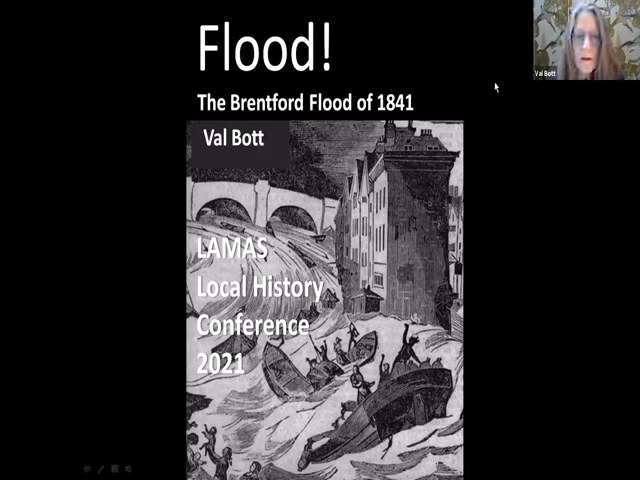 Flood!
The Brentford Flood of 1841
Val Bott
LAMAS
Local History
Conference
2021
Val Bott